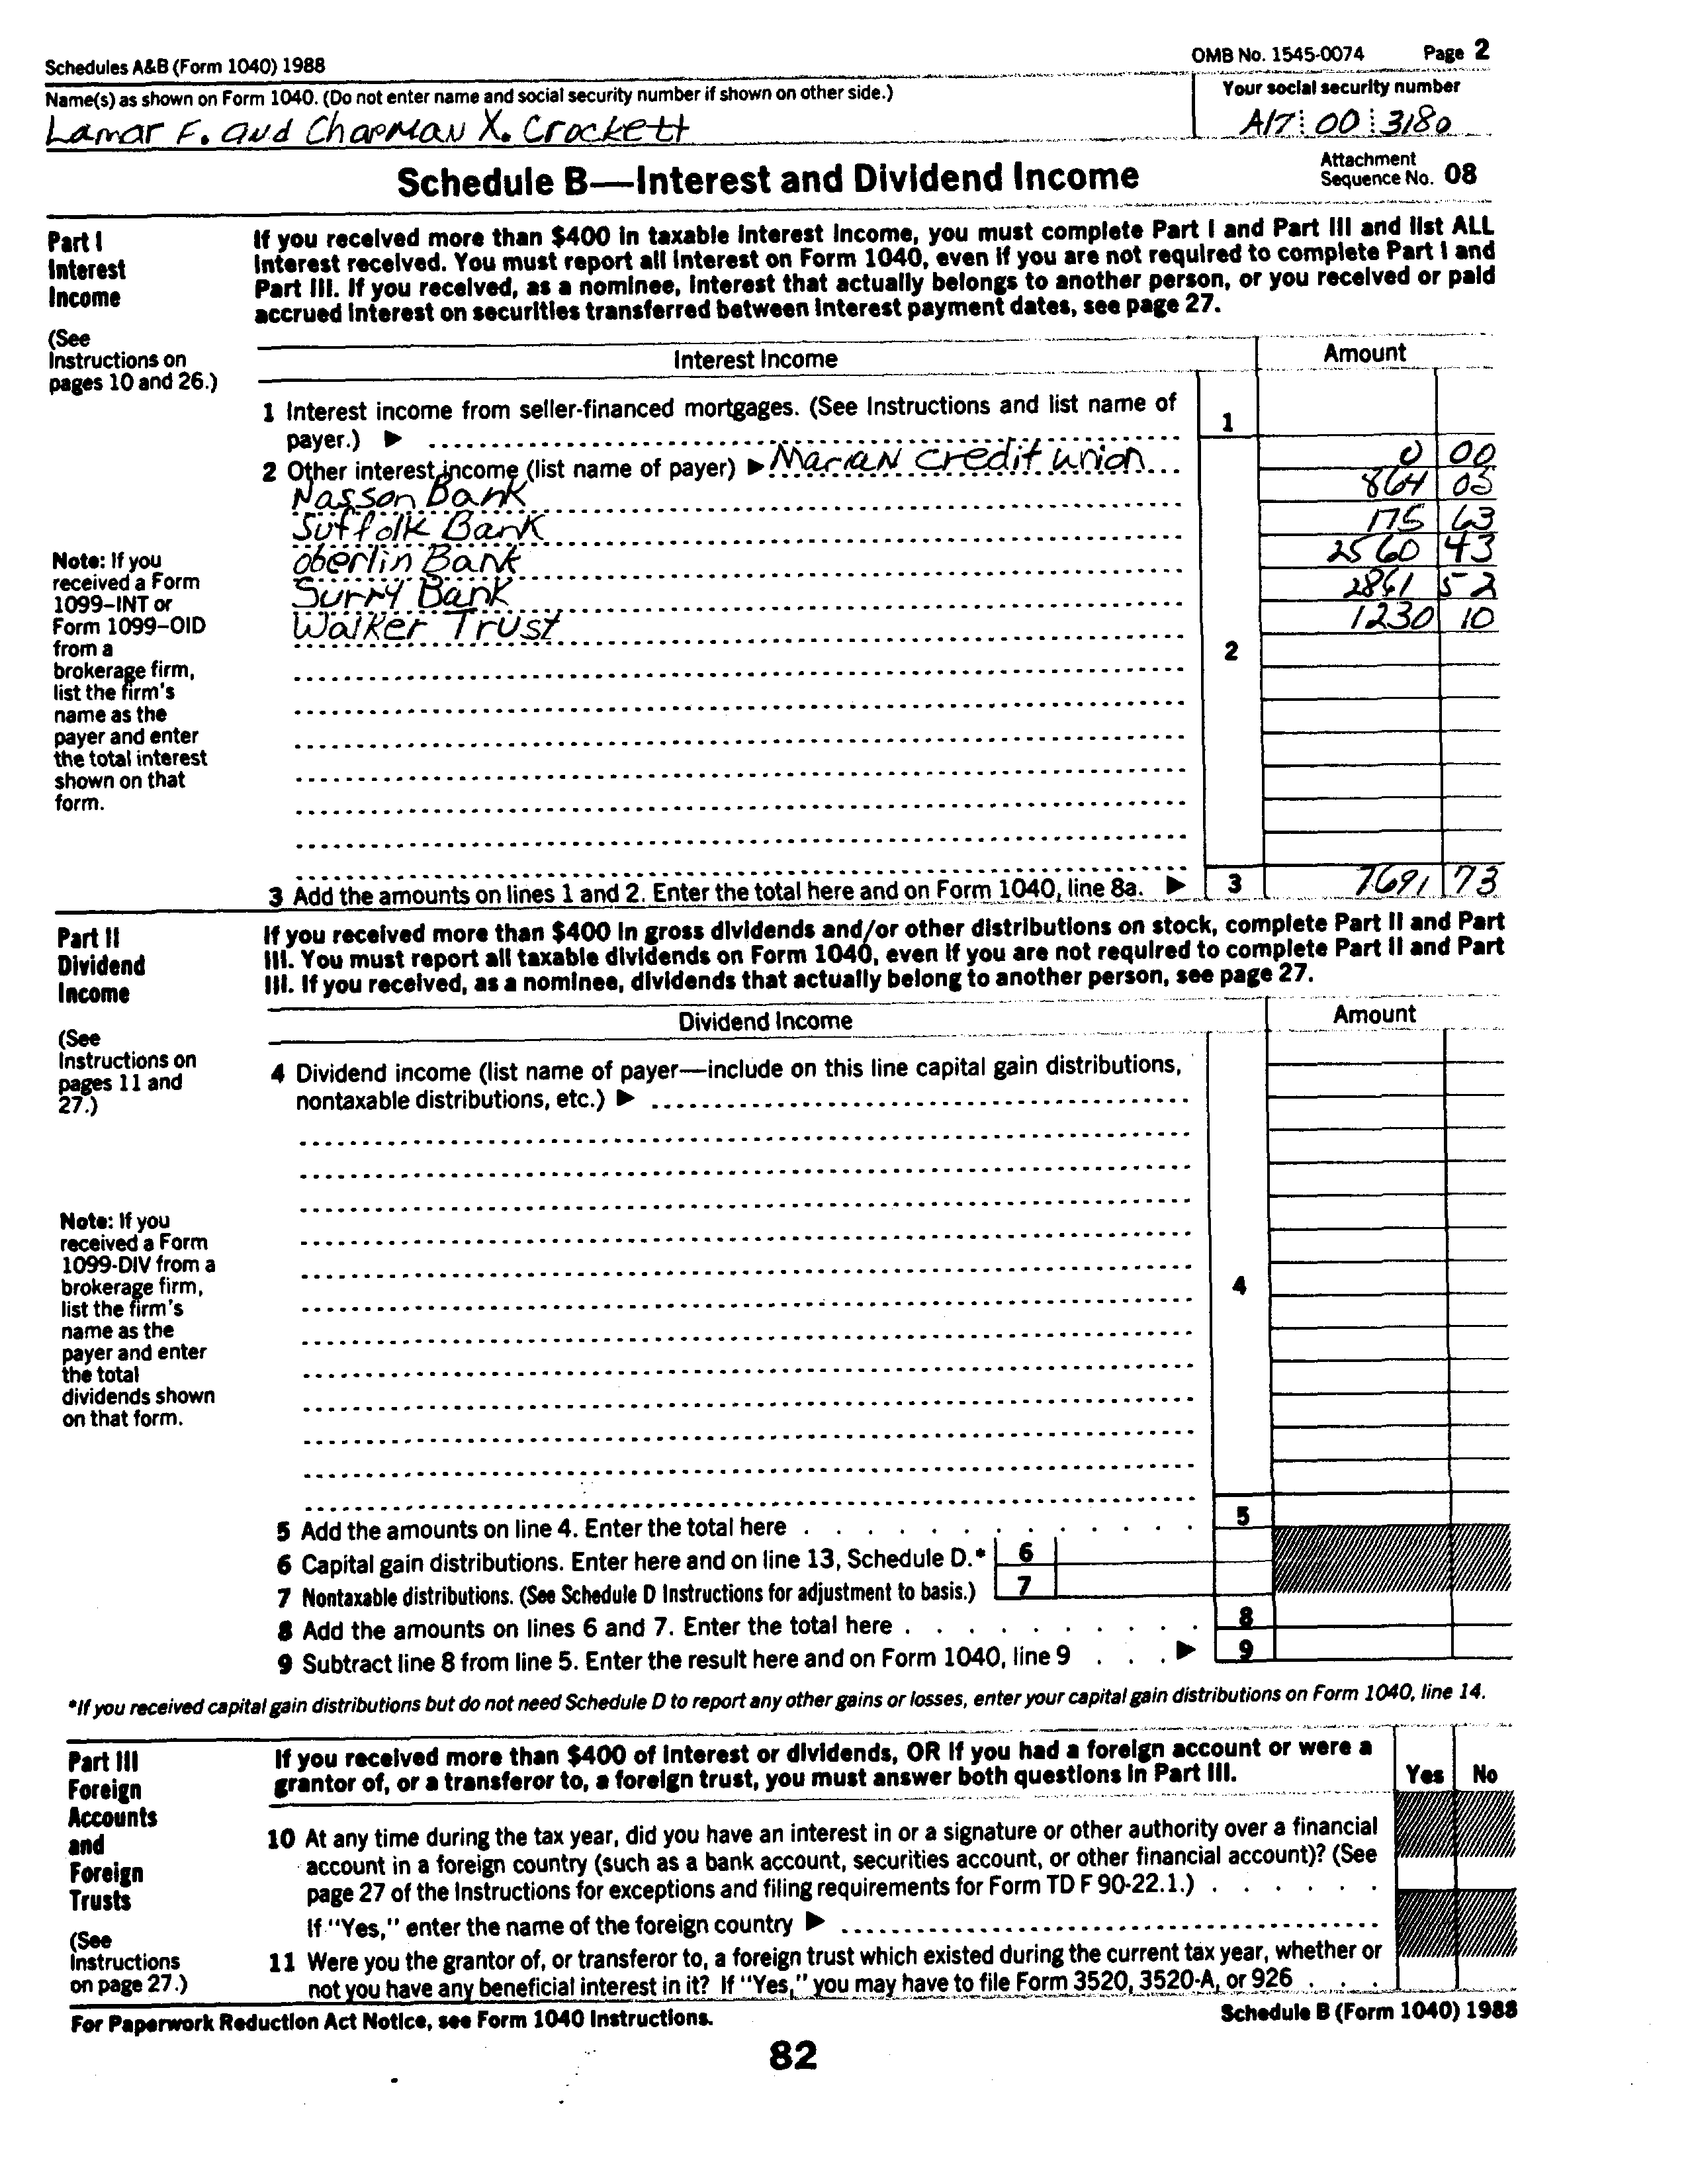 Schedules A&B (Form 1040) 1988 OMB No. 1545-0074 Page 2
Name(s) as shown on Form 1040. (Do not enter name and social security number if shown on other side.) Your social security number
Lamar F. and Chapman X. Crockett A17 00 3180
Schedule B—Interest and Dividend Income Attachment Sequence No. 08
Part I
Interest
Income
(See
Instructions on
pages 10 and 26.)
If you received more than $400 in taxable interest income, you must complete Part I and Part III and list ALL
interest received. You must report all interest on Form 1040, even if you are not required to complete Part I and
Part III. If you received, as a nominee, interest that actually belongs to another person, or you received or paid
accrued interest on securities transferred between interest payment dates, see page 27.
Interest Income Amount
1 Interest income from seller-financed mortgages. (See Instructions and list name of
payer.) ▶ 1
2 Other interest income (list name of payer) ▶ Marian Credit Union 0 00
Nasson Bank 864 05
Suffolk Bank 175 63
Oberlin Bank 2560 43
Surry Bank 2861 52
Walker Trust 1230 10
2
Note: If you
received a Form
1099–INT or
Form 1099–OID
from a
brokerage firm,
list the firm's
name as the
payer and enter
the total interest
shown on that
form.
3 Add the amounts on lines 1 and 2. Enter the total here and on Form 1040, line 8a. ▶ 3 7691 73
Part II
Dividend
Income
(See
Instructions on
pages 11 and
27.)
If you received more than $400 in gross dividends and/or other distributions on stock, complete Part II and Part
III. You must report all taxable dividends on Form 1040, even if you are not required to complete Part II and Part
III. If you received, as a nominee, dividends that actually belong to another person, see page 27.
Dividend Income Amount
4 Dividend income (list name of payer—include on this line capital gain distributions,
nontaxable distributions, etc.) ▶
4
Note: If you
received a Form
1099-DIV from a
brokerage firm,
list the firm's
name as the
payer and enter
the total
dividends shown
on that form.
5 Add the amounts on line 4. Enter the total here 5
6 Capital gain distributions. Enter here and on line 13, Schedule D.* 6
7 Nontaxable distributions. (See Schedule D Instructions for adjustment to basis.) 7
8 Add the amounts on lines 6 and 7. Enter the total here 8
9 Subtract line 8 from line 5. Enter the result here and on Form 1040, line 9 ▶ 9
*If you received capital gain distributions but do not need Schedule D to report any other gains or losses, enter your capital gain distributions on Form 1040, line 14.
Part III
Foreign
Accounts
and
Foreign
Trusts
(See
Instructions
on page 27.)
If you received more than $400 of interest or dividends, OR if you had a foreign account or were a
grantor of, or a transferor to, a foreign trust, you must answer both questions in Part III. Yes No
10 At any time during the tax year, did you have an interest in or a signature or other authority over a financial
account in a foreign country (such as a bank account, securities account, or other financial account)? (See
page 27 of the Instructions for exceptions and filing requirements for Form TD F 90-22.1.)
If "Yes," enter the name of the foreign country ▶
11 Were you the grantor of, or transferor to, a foreign trust which existed during the current tax year, whether or
not you have any beneficial interest in it? If "Yes," you may have to file Form 3520, 3520-A, or 926
For Paperwork Reduction Act Notice, see Form 1040 Instructions. Schedule B (Form 1040) 1988
82